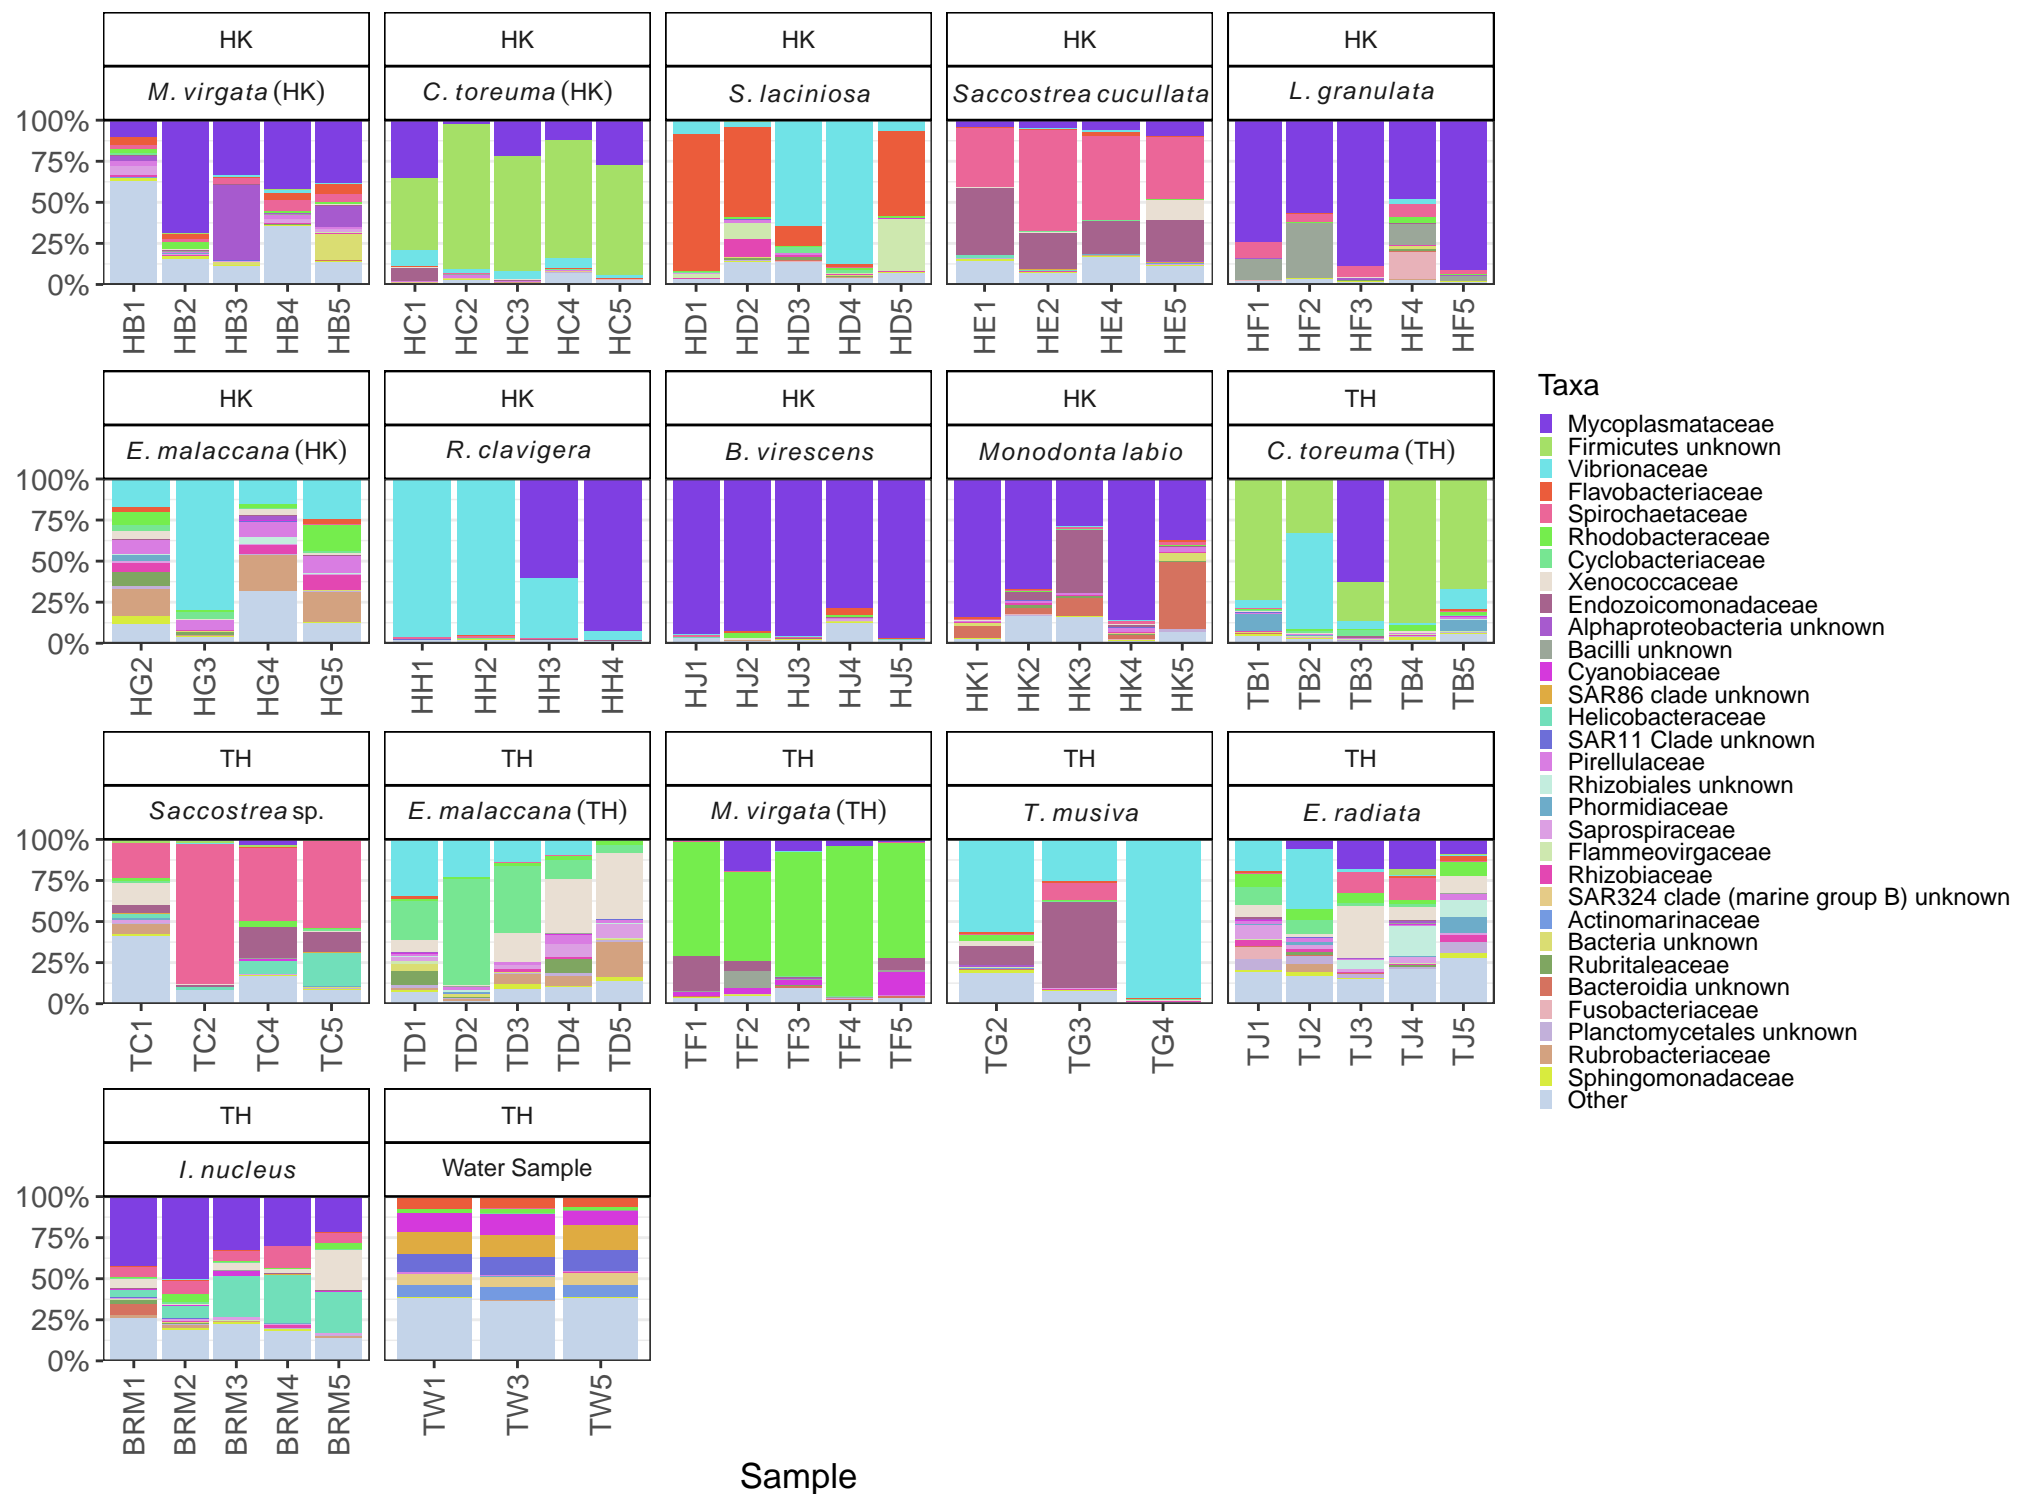 HK HK HK HK HK
M. virgata (HK) C. toreuma (HK) S. laciniosa Saccostrea cucullata L. granulata
100%
75%
50%
25%
0%
HB1 HB2 HB3 HB4 HB5 HC1 HC2 HC3 HC4 HC5 HD1 HD2 HD3 HD4 HD5 HE1 HE2 HE4 HE5 HF1 HF2 HF3 HF4 HF5
HK HK HK HK TH
E. malaccana (HK) R. clavigera B. virescens Monodonta labio C. toreuma (TH)
100%
75%
50%
25%
0%
HG2 HG3 HG4 HG5 HH1 HH2 HH3 HH4 HJ1 HJ2 HJ3 HJ4 HJ5 HK1 HK2 HK3 HK4 HK5 TB1 TB2 TB3 TB4 TB5
TH TH TH TH TH
Saccostrea sp. E. malaccana (TH) M. virgata (TH) T. musiva E. radiata
100%
75%
50%
25%
0%
TC1 TC2 TC4 TC5 TD1 TD2 TD3 TD4 TD5 TF1 TF2 TF3 TF4 TF5 TG2 TG3 TG4 TJ1 TJ2 TJ3 TJ4 TJ5
TH TH
I. nucleus Water Sample
100%
75%
50%
25%
0%
BRM1 BRM2 BRM3 BRM4 BRM5 TW1 TW3 TW5
Sample
Taxa
Mycoplasmataceae
Firmicutes unknown
Vibrionaceae
Flavobacteriaceae
Spirochaetaceae
Rhodobacteraceae
Cyclobacteriaceae
Xenococcaceae
Endozoicomonadaceae
Alphaproteobacteria unknown
Bacilli unknown
Cyanobiaceae
SAR86 clade unknown
Helicobacteraceae
SAR11 Clade unknown
Pirellulaceae
Rhizobiales unknown
Phormidiaceae
Saprospiraceae
Flammeovirgaceae
Rhizobiaceae
SAR324 clade (marine group B) unknown
Actinomarinaceae
Bacteria unknown
Rubritaleaceae
Bacteroidia unknown
Fusobacteriaceae
Planctomycetales unknown
Rubrobacteriaceae
Sphingomonadaceae
Other